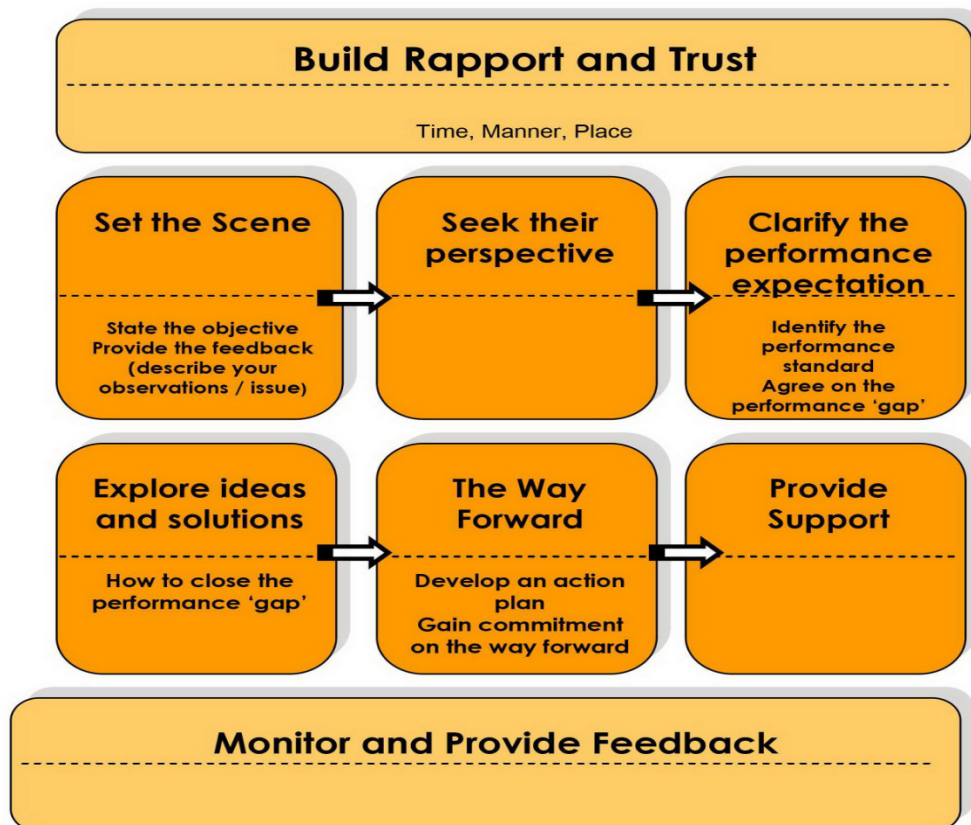 Build Rapport and Trust
Time, Manner, Place
Set the Scene
State the objective
Provide the feedback
(describe your
observations / issue)
Seek their
perspective
Clarify the
performance
expectation
Identify the
performance
standard
Agree on the
performance ‘gap’
Explore ideas
and solutions
How to close the
performance ‘gap’
The Way
Forward
Develop an action
plan
Gain commitment
on the way forward
Provide
Support
Monitor and Provide Feedback